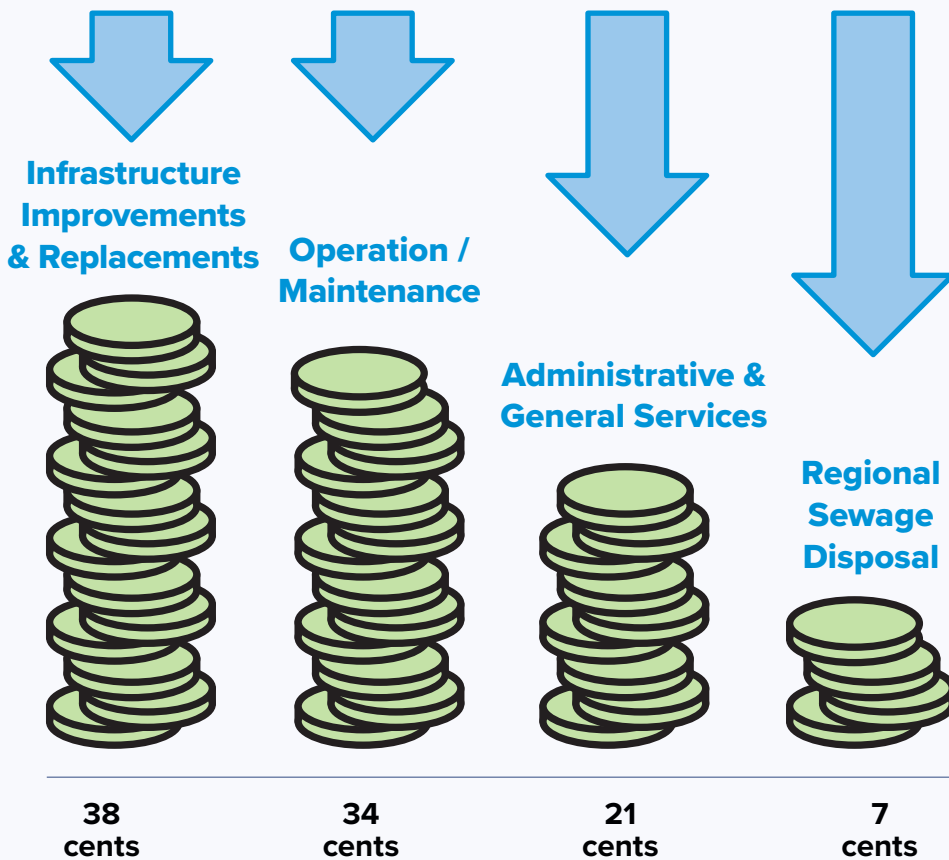 Infrastructure
Improvements
& Replacements
Operation /
Maintenance
Administrative &
General Services
Regional
Sewage
Disposal
38
cents
34
cents
21
cents
7
cents